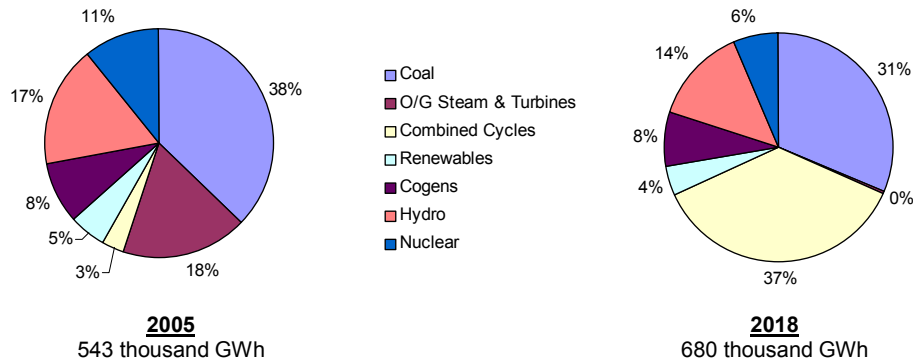 11%
38%
17%
8%
5%
3%
18%
Coal
O/G Steam & Turbines
Combined Cycles
Renewables
Cogens
Hydro
Nuclear
6%
31%
14%
8%
4%
0%
37%
2005
543 thousand GWh
2018
680 thousand GWh